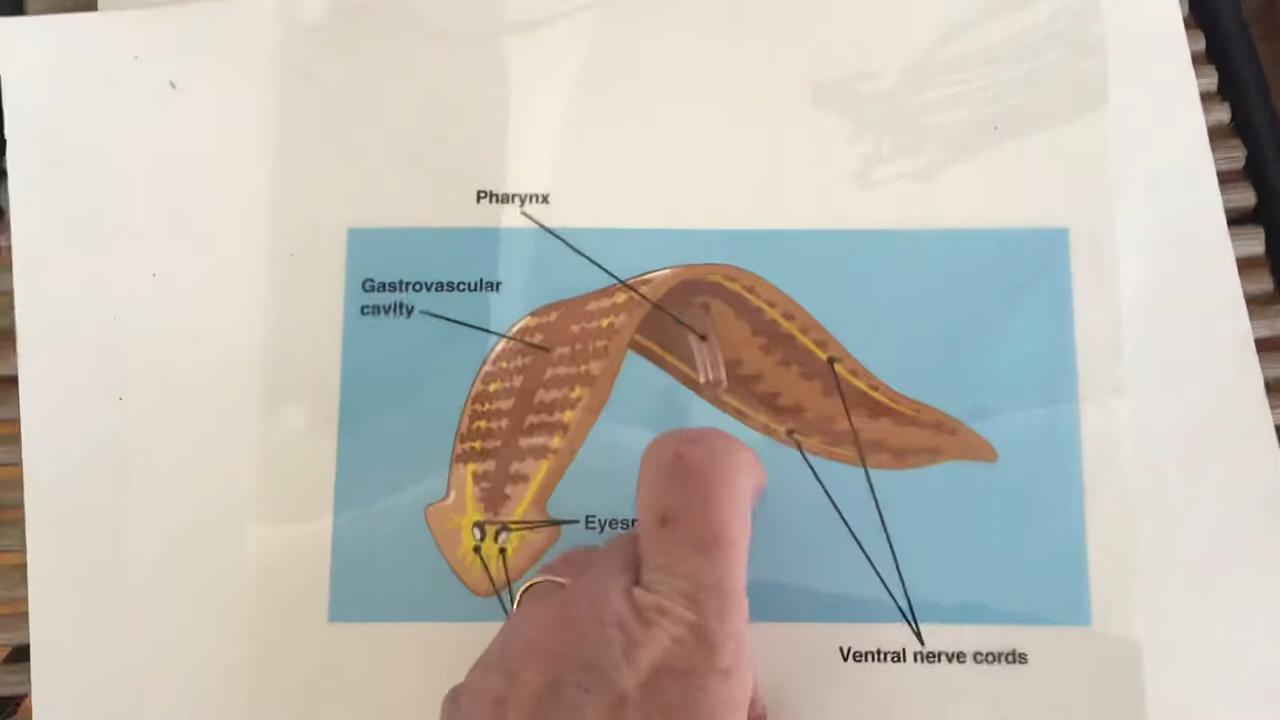 Pharynx
Gastrovascular
cavity
Ventral nerve cords